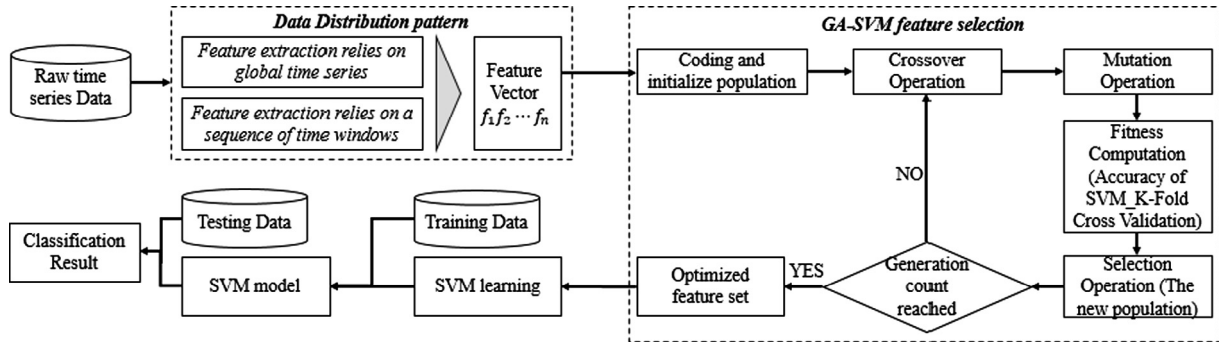 Data Distribution pattern
Raw time
series Data
Feature extraction relies on
global time series
Feature extraction relies on a
sequence of time windows
Feature
Vector
f₁f₂ ⋯ fₙ
GA-SVM feature selection
Coding and
initialize population
Crossover
Operation
Mutation
Operation
Fitness
Computation
(Accuracy of
SVM_K-Fold
Cross Validation)
Selection
Operation (The
new population)
Generation
count
reached
NO
YES
Optimized
feature set
Training Data
SVM learning
Testing Data
SVM model
Classification
Result